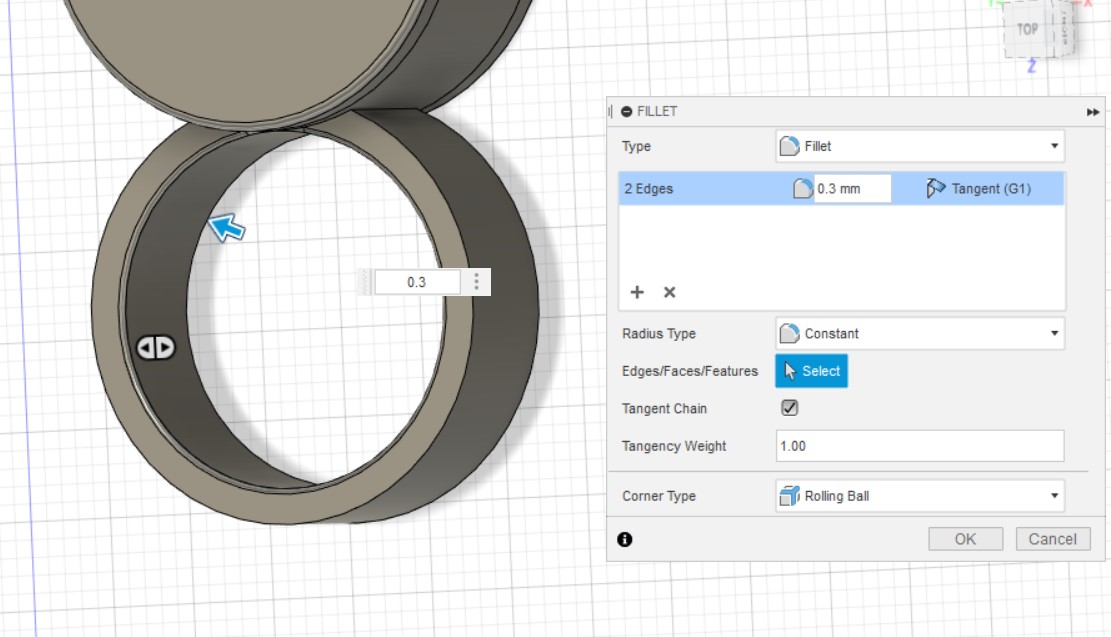 TOP
Z
FILLET
Type Fillet
2 Edges 0.3 mm Tangent (G1)
0.3
Radius Type Constant
Edges/Faces/Features Select
Tangent Chain
Tangency Weight 1.00
Corner Type Rolling Ball
OK Cancel